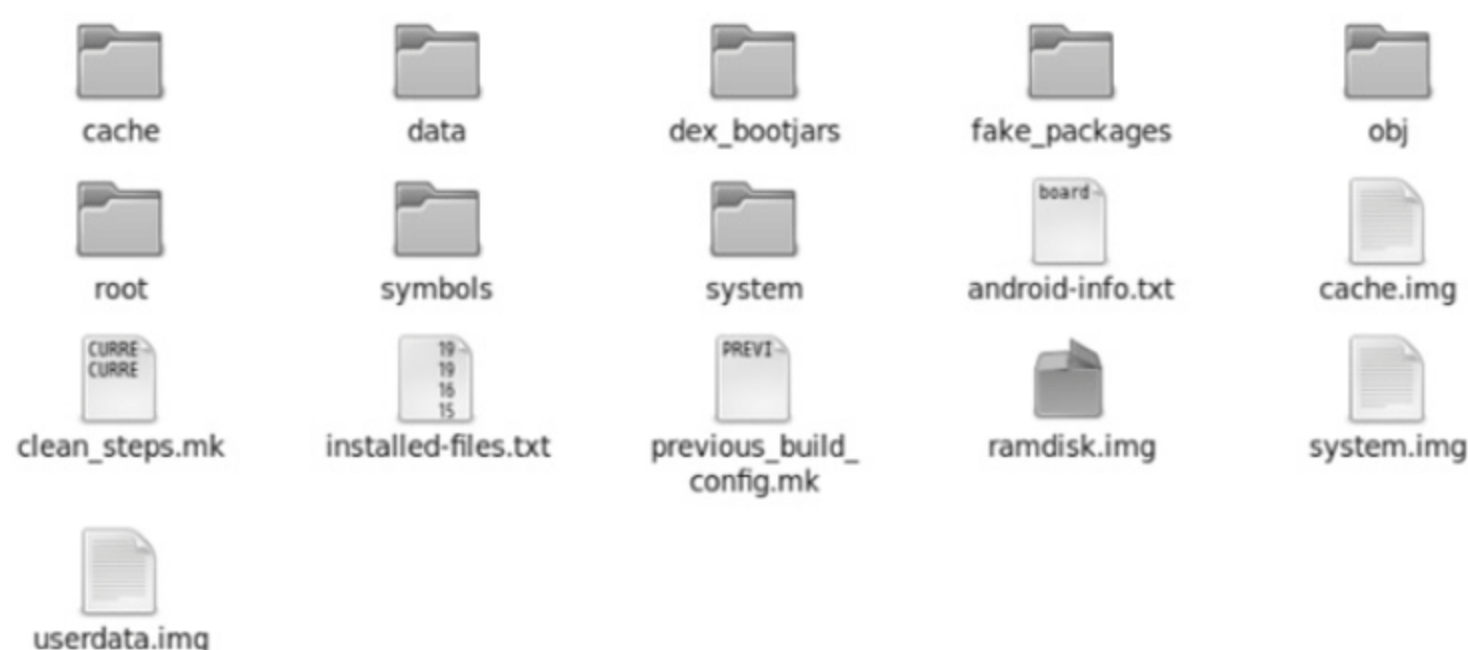 cache
data
dex_bootjars
fake_packages
obj
board
root
symbols
system
android-info.txt
cache.img
CURRE
CURRE
19
19
16
15
PREVI
clean_steps.mk
installed-files.txt
previous_build_
config.mk
ramdisk.img
system.img
userdata.img